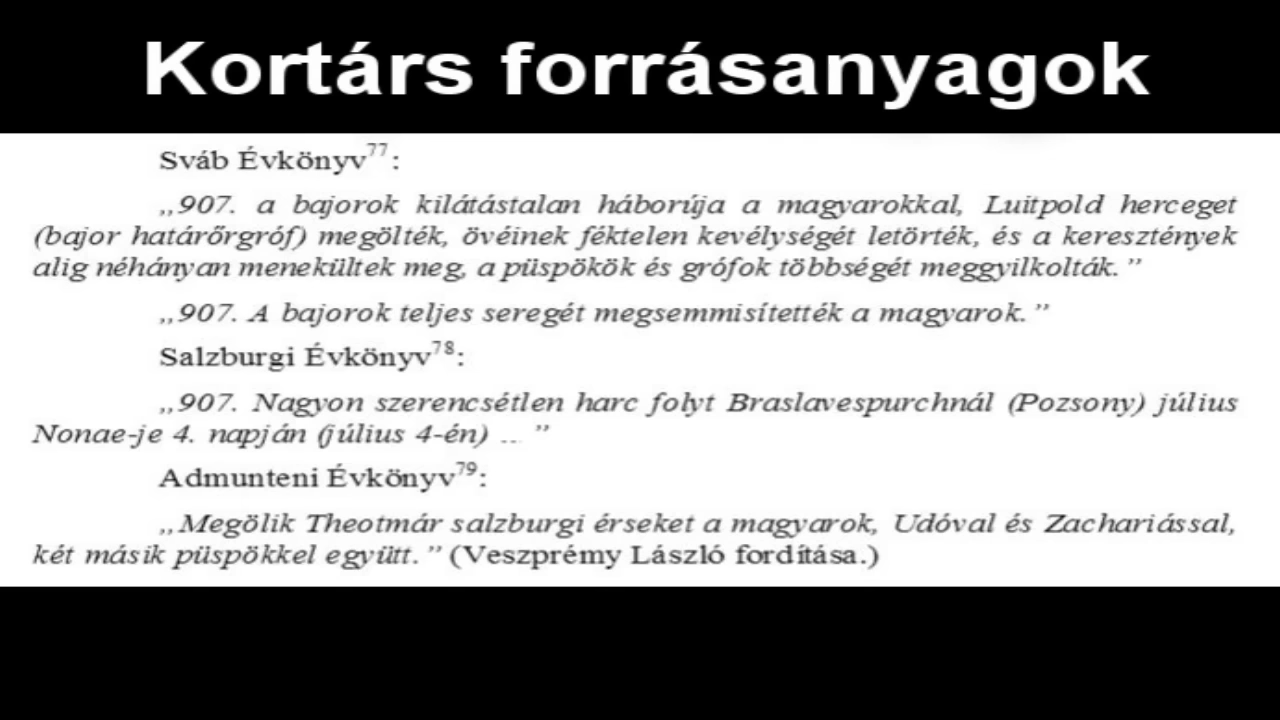 Kortárs forrásanyagok
Sváb Évkönyv77:
„907. a bajorok kilátástalan háborúja a magyarokkal, Luitpold herceget
(bajor határőrgróf) megölték, övéinek féktelen kevélységét letörték, és a keresztények
alig néhányan menekültek meg, a püspökök és grófok többségét meggyilkolták.”
„907. A bajorok teljes seregét megsemmisítették a magyarok.”
Salzburgi Évkönyv78:
„907. Nagyon szerencsétlen harc folyt Braslavespurchnál (Pozsony) július
Nonae-je 4. napján (július 4-én) ... ”
Admunteni Évkönyv79:
„Megölik Theotmár salzburgi érseket a magyarok, Udóval és Zachariással,
két másik püspökkel együtt.” (Veszprémy László fordítása.)